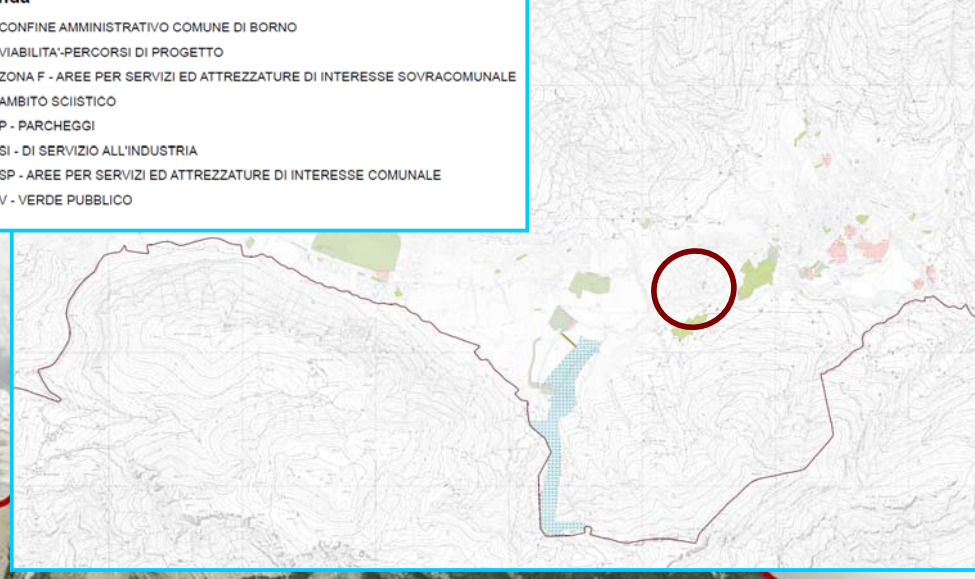 CONFINE AMMINISTRATIVO COMUNE DI BORNO
VIABILITA'-PERCORSI DI PROGETTO
ZONA F - AREE PER SERVIZI ED ATTREZZATURE DI INTERESSE SOVRACOMUNALE
AMBITO SCIISTICO
P - PARCHEGGI
SI - DI SERVIZIO ALL'INDUSTRIA
SP - AREE PER SERVIZI ED ATTREZZATURE DI INTERESSE COMUNALE
V - VERDE PUBBLICO